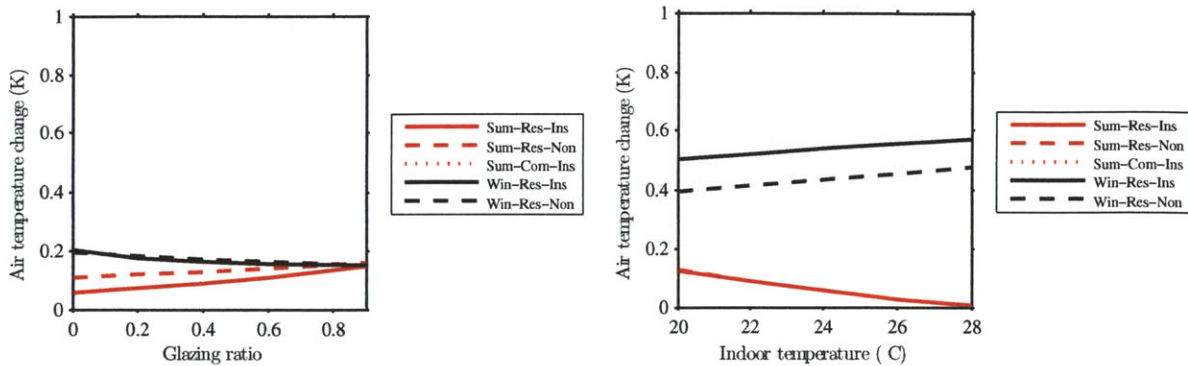 Air temperature change (K)
1
0.8
0.6
0.4
0.2
0
0 0.2 0.4 0.6 0.8
Glazing ratio
Sum-Res-Ins
Sum-Res-Non
Sum-Com-Ins
Win-Res-Ins
Win-Res-Non
Air temperature change (K)
1
0.8
0.6
0.4
0.2
0
20 22 24 26 28
Indoor temperature ( C)
Sum-Res-Ins
Sum-Res-Non
Sum-Com-Ins
Win-Res-Ins
Win-Res-Non